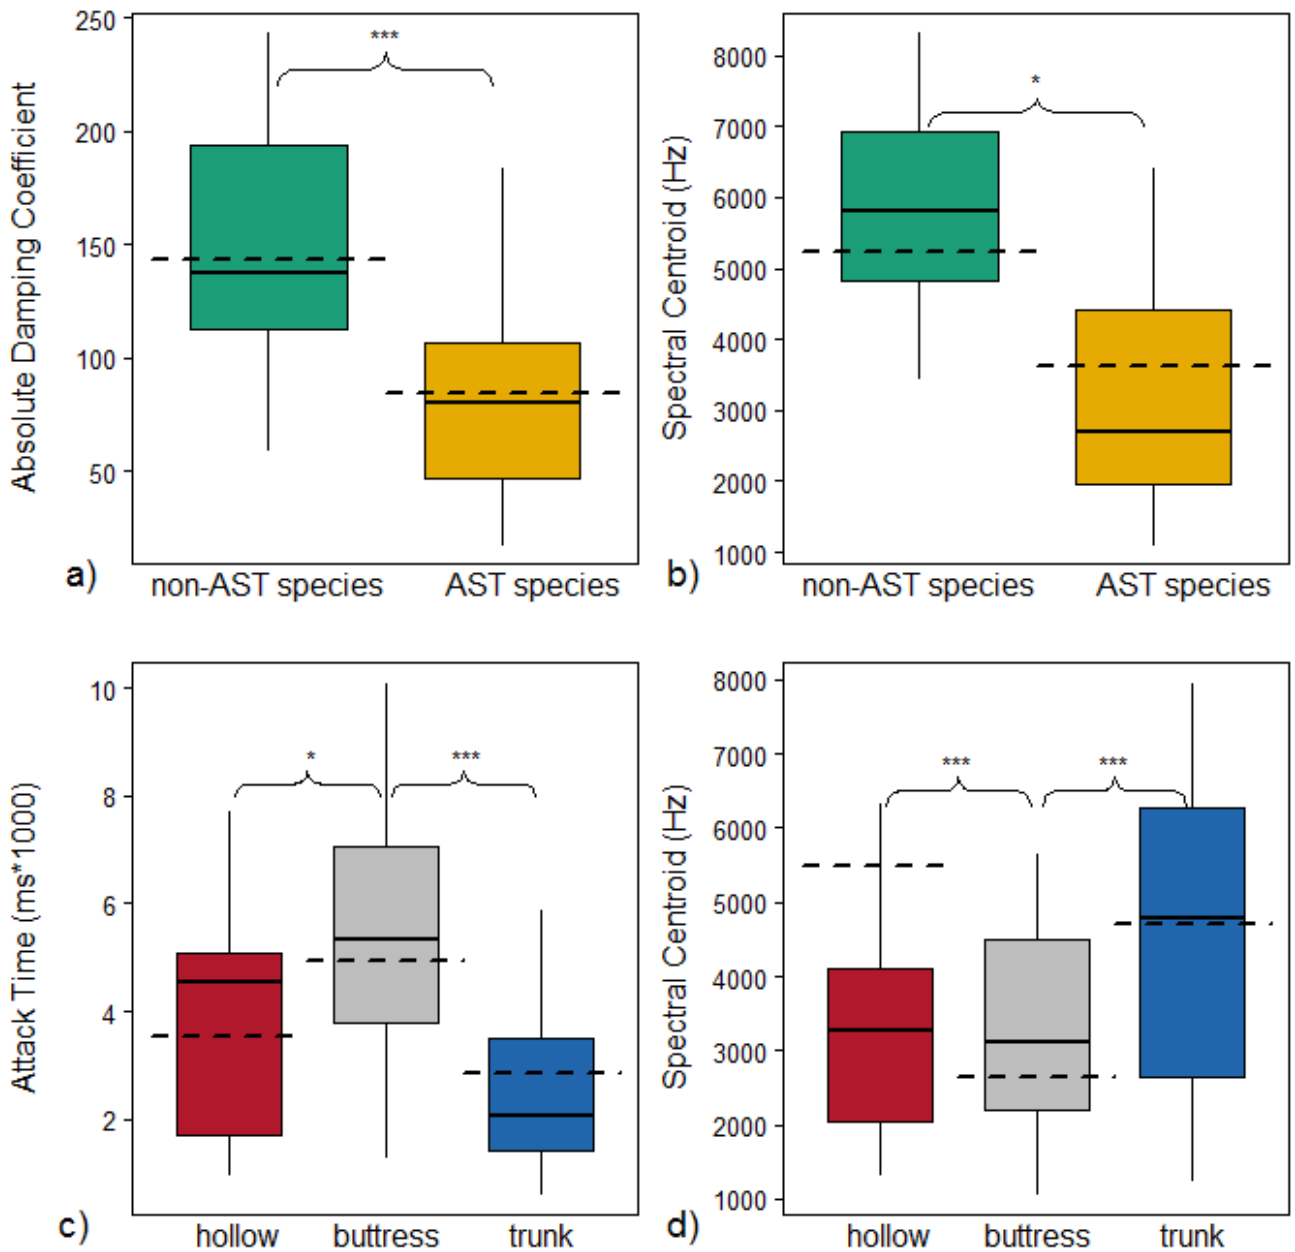 Absolute Damping Coefficient
250
200
150
100
50
***
a)
non-AST species
AST species
Spectral Centroid (Hz)
8000
7000
6000
5000
4000
3000
2000
1000
*
b)
non-AST species
AST species
Attack Time (ms*1000)
10
8
6
4
2
*
***
c)
hollow
buttress
trunk
Spectral Centroid (Hz)
8000
7000
6000
5000
4000
3000
2000
1000
***
***
d)
hollow
buttress
trunk